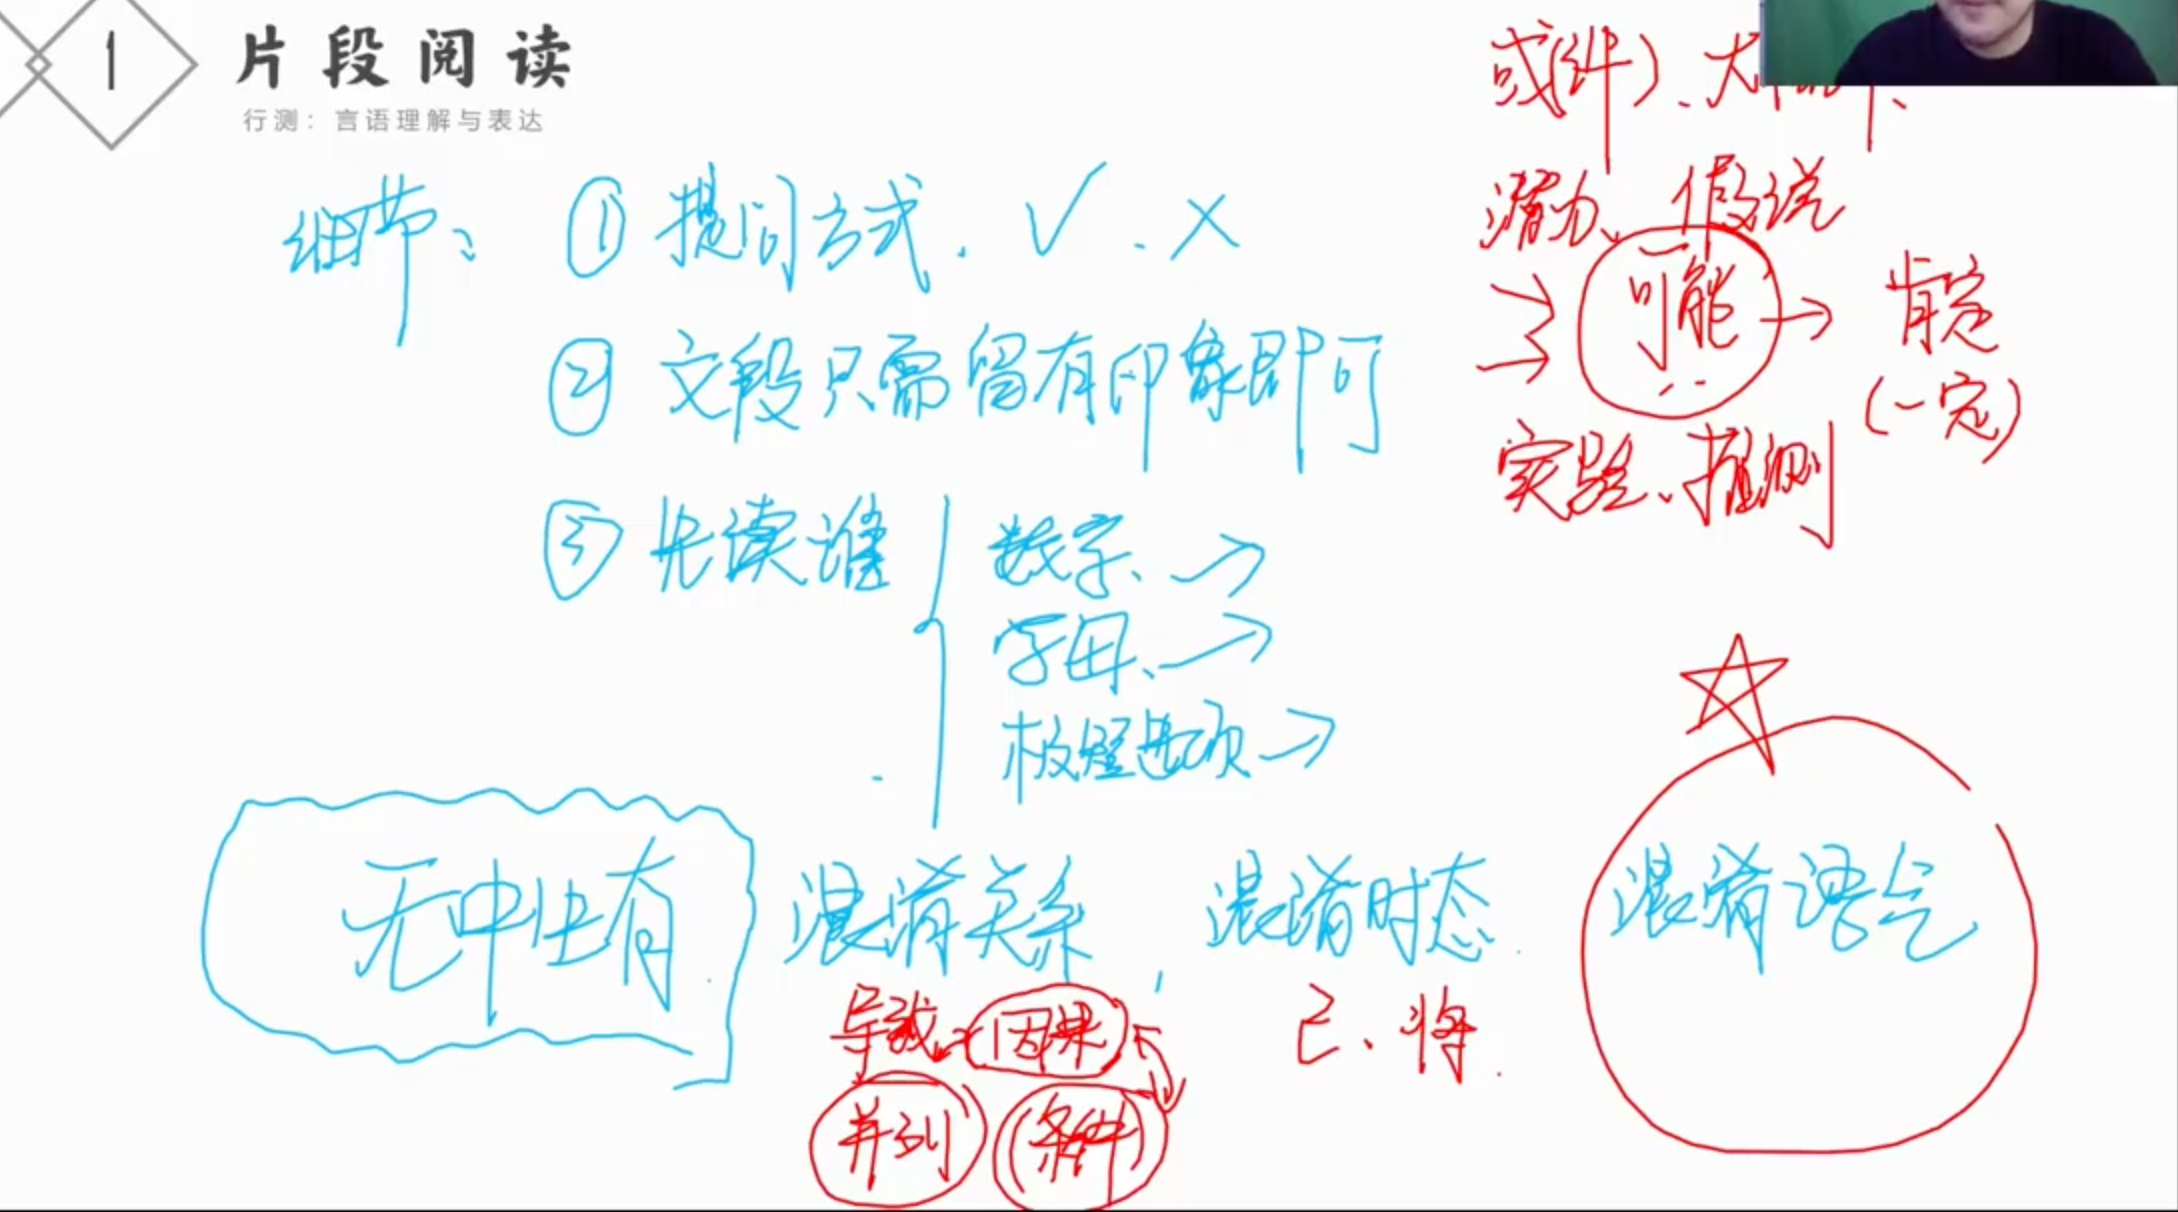 1 片段阅读
行测：言语理解与表达
细节： ① 提问方式. ✓. ×
② 文段只需留有印象即可
③ 先读谁
数字、→
字母、→
极短选项→
无中生有
混淆关系，混淆时态. 混淆语气
导致 因果
并列 条件
已、将.
或(许)、大
潜力、假说
可能 → 肯定
(一定)
实验、推测